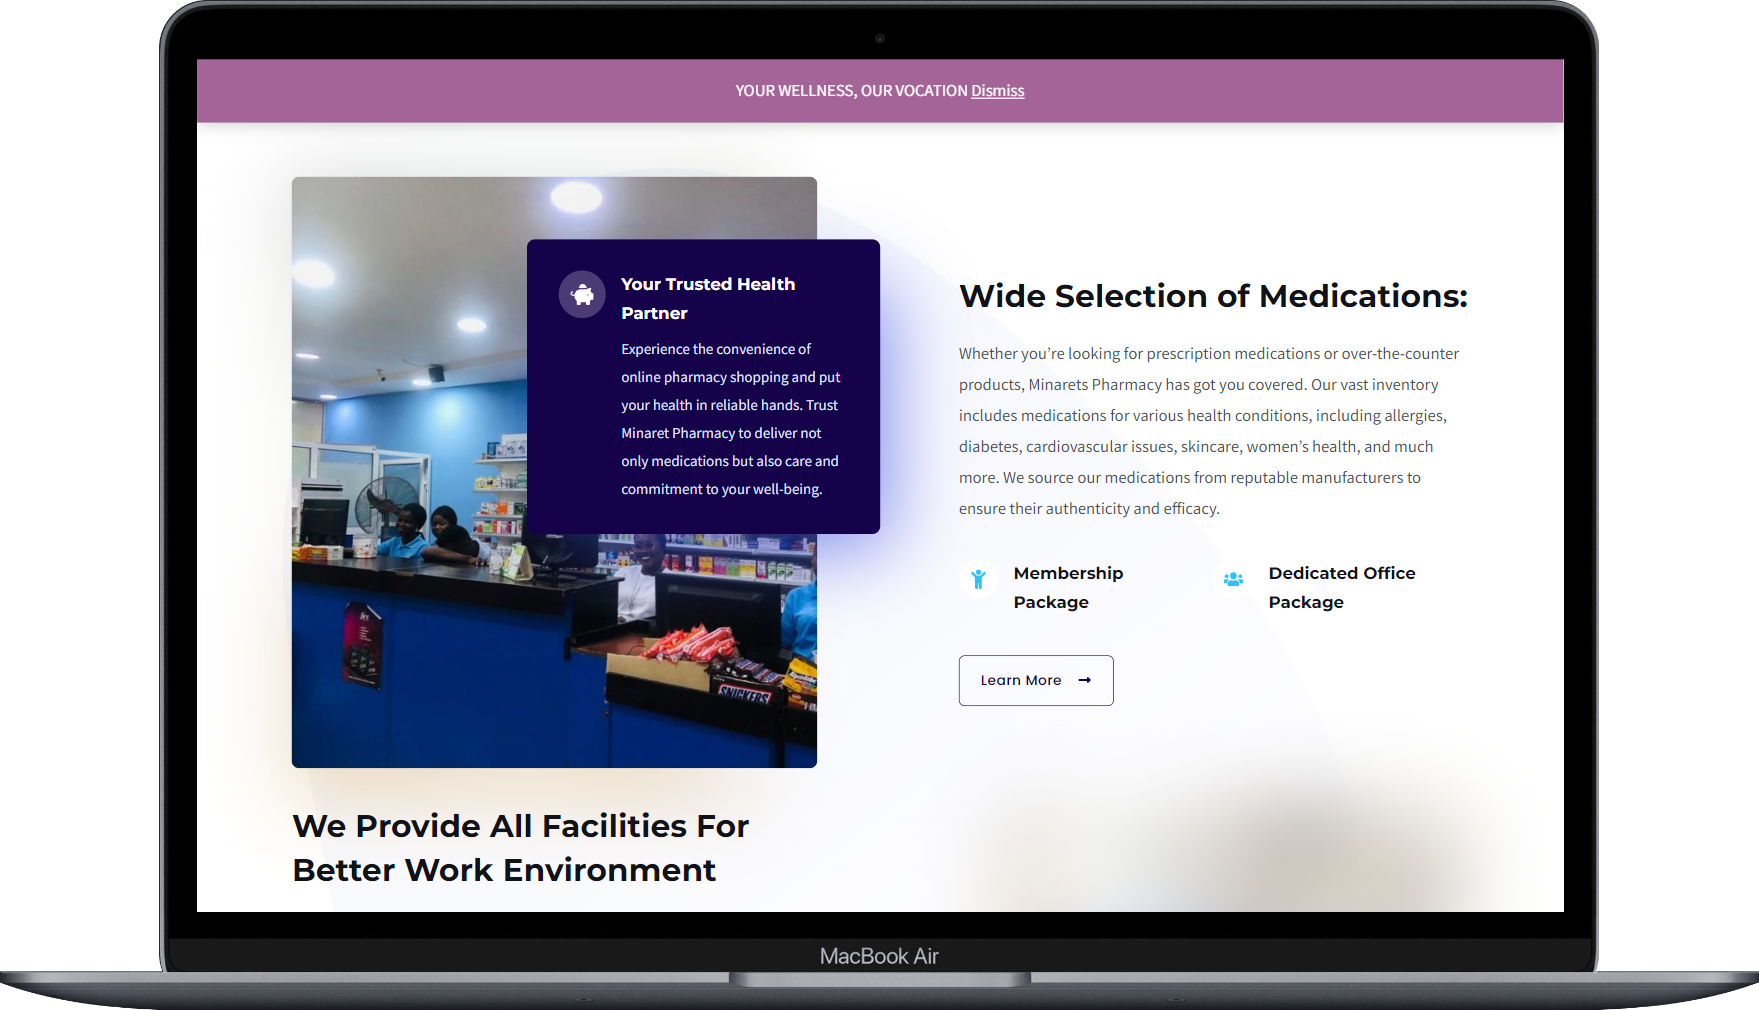 YOUR WELLNESS, OUR VOCATION Dismiss
Your Trusted Health
Partner
Experience the convenience of
online pharmacy shopping and put
your health in reliable hands. Trust
Minaret Pharmacy to deliver not
only medications but also care and
commitment to your well-being.
SNICKERS
Wide Selection of Medications:
Whether you’re looking for prescription medications or over-the-counter
products, Minarets Pharmacy has got you covered. Our vast inventory
includes medications for various health conditions, including allergies,
diabetes, cardiovascular issues, skincare, women’s health, and much
more. We source our medications from reputable manufacturers to
ensure their authenticity and efficacy.
Membership
Package
Dedicated Office
Package
Learn More
We Provide All Facilities For
Better Work Environment
MacBook Air